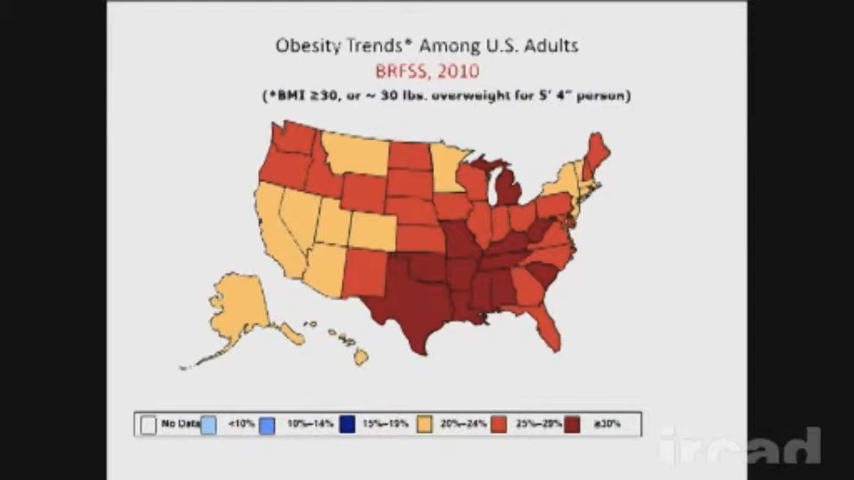 Obesity Trends* Among U.S. Adults
BRFSS, 2010
(*BMI ≥30, or ~ 30 lbs. overweight for 5' 4" person)
No Data <10% 10%–14% 15%–19% 20%–24% 25%–29% ≥30%
ircad